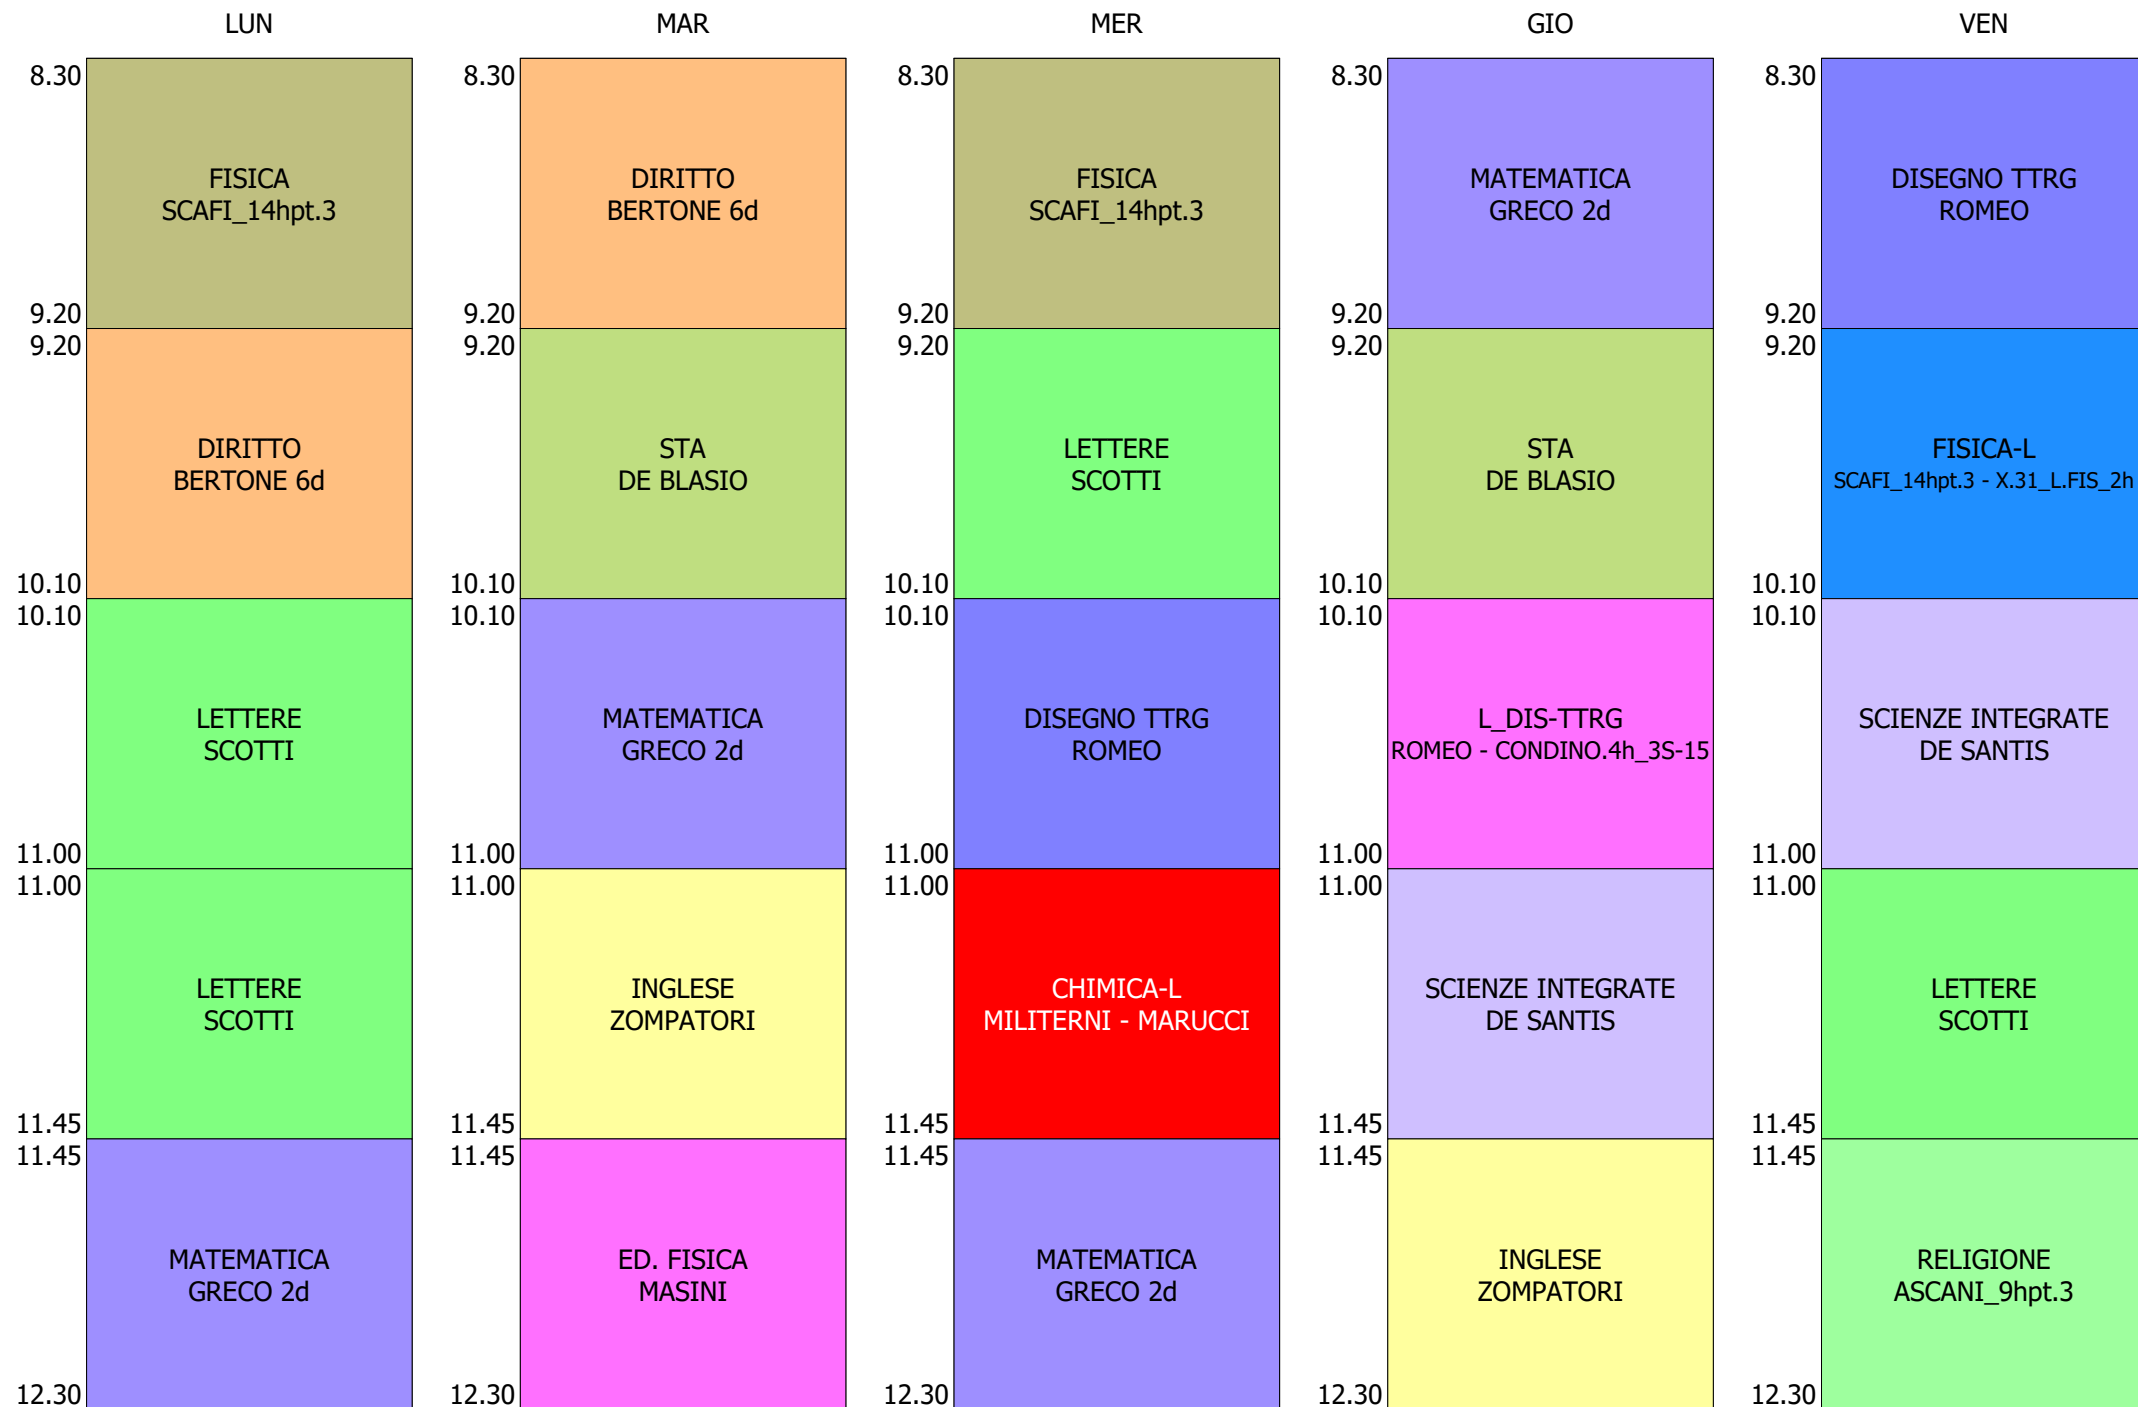 LUN
MAR
MER
GIO
VEN
8.30
FISICA
SCAFI_14hpt.3
9.20
8.30
DIRITTO
BERTONE 6d
9.20
8.30
FISICA
SCAFI_14hpt.3
9.20
8.30
MATEMATICA
GRECO 2d
9.20
8.30
DISEGNO TTRG
ROMEO
9.20
9.20
DIRITTO
BERTONE 6d
10.10
9.20
STA
DE BLASIO
10.10
9.20
LETTERE
SCOTTI
10.10
9.20
STA
DE BLASIO
10.10
9.20
FISICA-L
SCAFI_14hpt.3 - X.31_L.FIS_2h
10.10
10.10
LETTERE
SCOTTI
11.00
10.10
MATEMATICA
GRECO 2d
11.00
10.10
DISEGNO TTRG
ROMEO
11.00
10.10
L_DIS-TTRG
ROMEO - CONDINO.4h_3S-15
11.00
10.10
SCIENZE INTEGRATE
DE SANTIS
11.00
11.00
LETTERE
SCOTTI
11.45
11.00
INGLESE
ZOMPATORI
11.45
11.00
CHIMICA-L
MILITERNI - MARUCCI
11.45
11.00
SCIENZE INTEGRATE
DE SANTIS
11.45
11.00
LETTERE
SCOTTI
11.45
11.45
MATEMATICA
GRECO 2d
12.30
11.45
ED. FISICA
MASINI
12.30
11.45
MATEMATICA
GRECO 2d
12.30
11.45
INGLESE
ZOMPATORI
12.30
11.45
RELIGIONE
ASCANI_9hpt.3
12.30